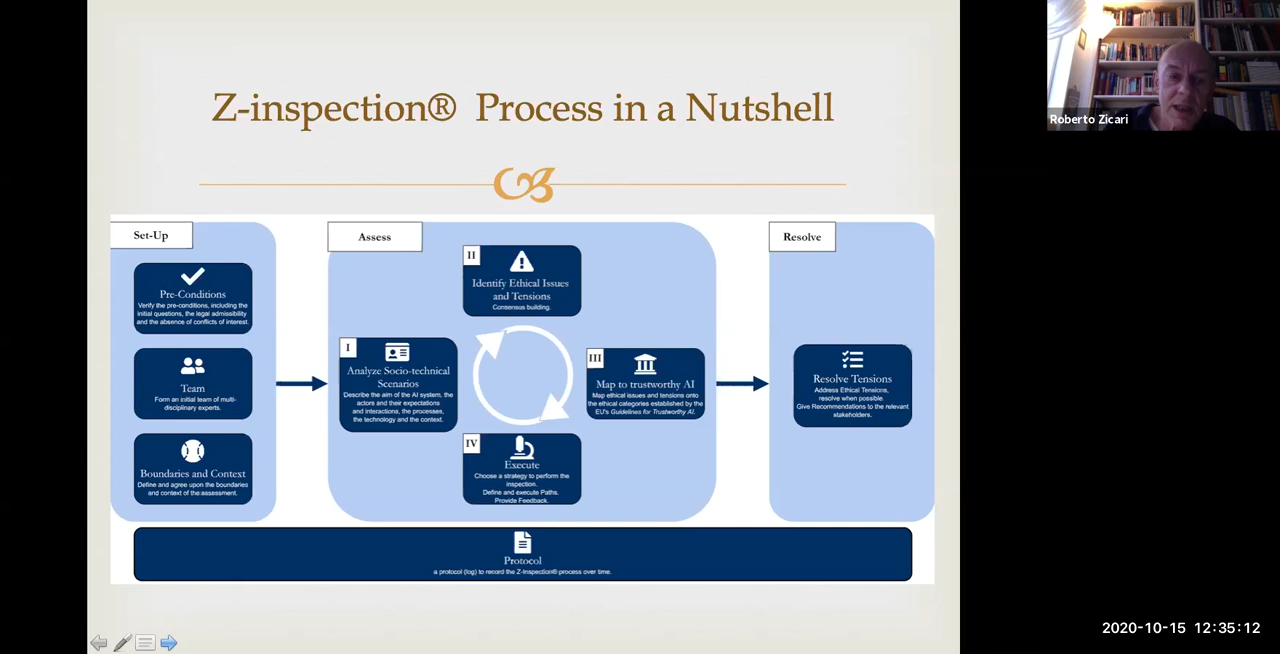 Z-inspection® Process in a Nutshell
Roberto Zicari
Set-Up
Pre-Conditions
Verify the pre-conditions, including the
initial questions, the legal admissibility
and the absence of conflicts of interest.
Team
Form an initial team of multi-
disciplinary experts.
Boundaries and Context
Define and agree upon the boundaries
and context of the assessment.
Assess
I
Analyze Socio-technical
Scenarios
Describe the aim of the AI system, the
actors and their expectations
and interactions, the processes,
the technology and the context.
II
Identify Ethical Issues
and Tensions
Consensus building.
III
Map to trustworthy AI
Map ethical issues and tensions onto
the ethical categories established by the
EU's Guidelines for Trustworthy AI.
IV
Execute
Choose a strategy to perform the
inspection.
Define and execute Paths.
Provide Feedback.
Resolve
Resolve Tensions
Address Ethical Tensions,
resolve when possible.
Give Recommendations to the relevant
stakeholders.
Protocol
a protocol (log) to record the Z-Inspection® process over time.
2020-10-15 12:35:12